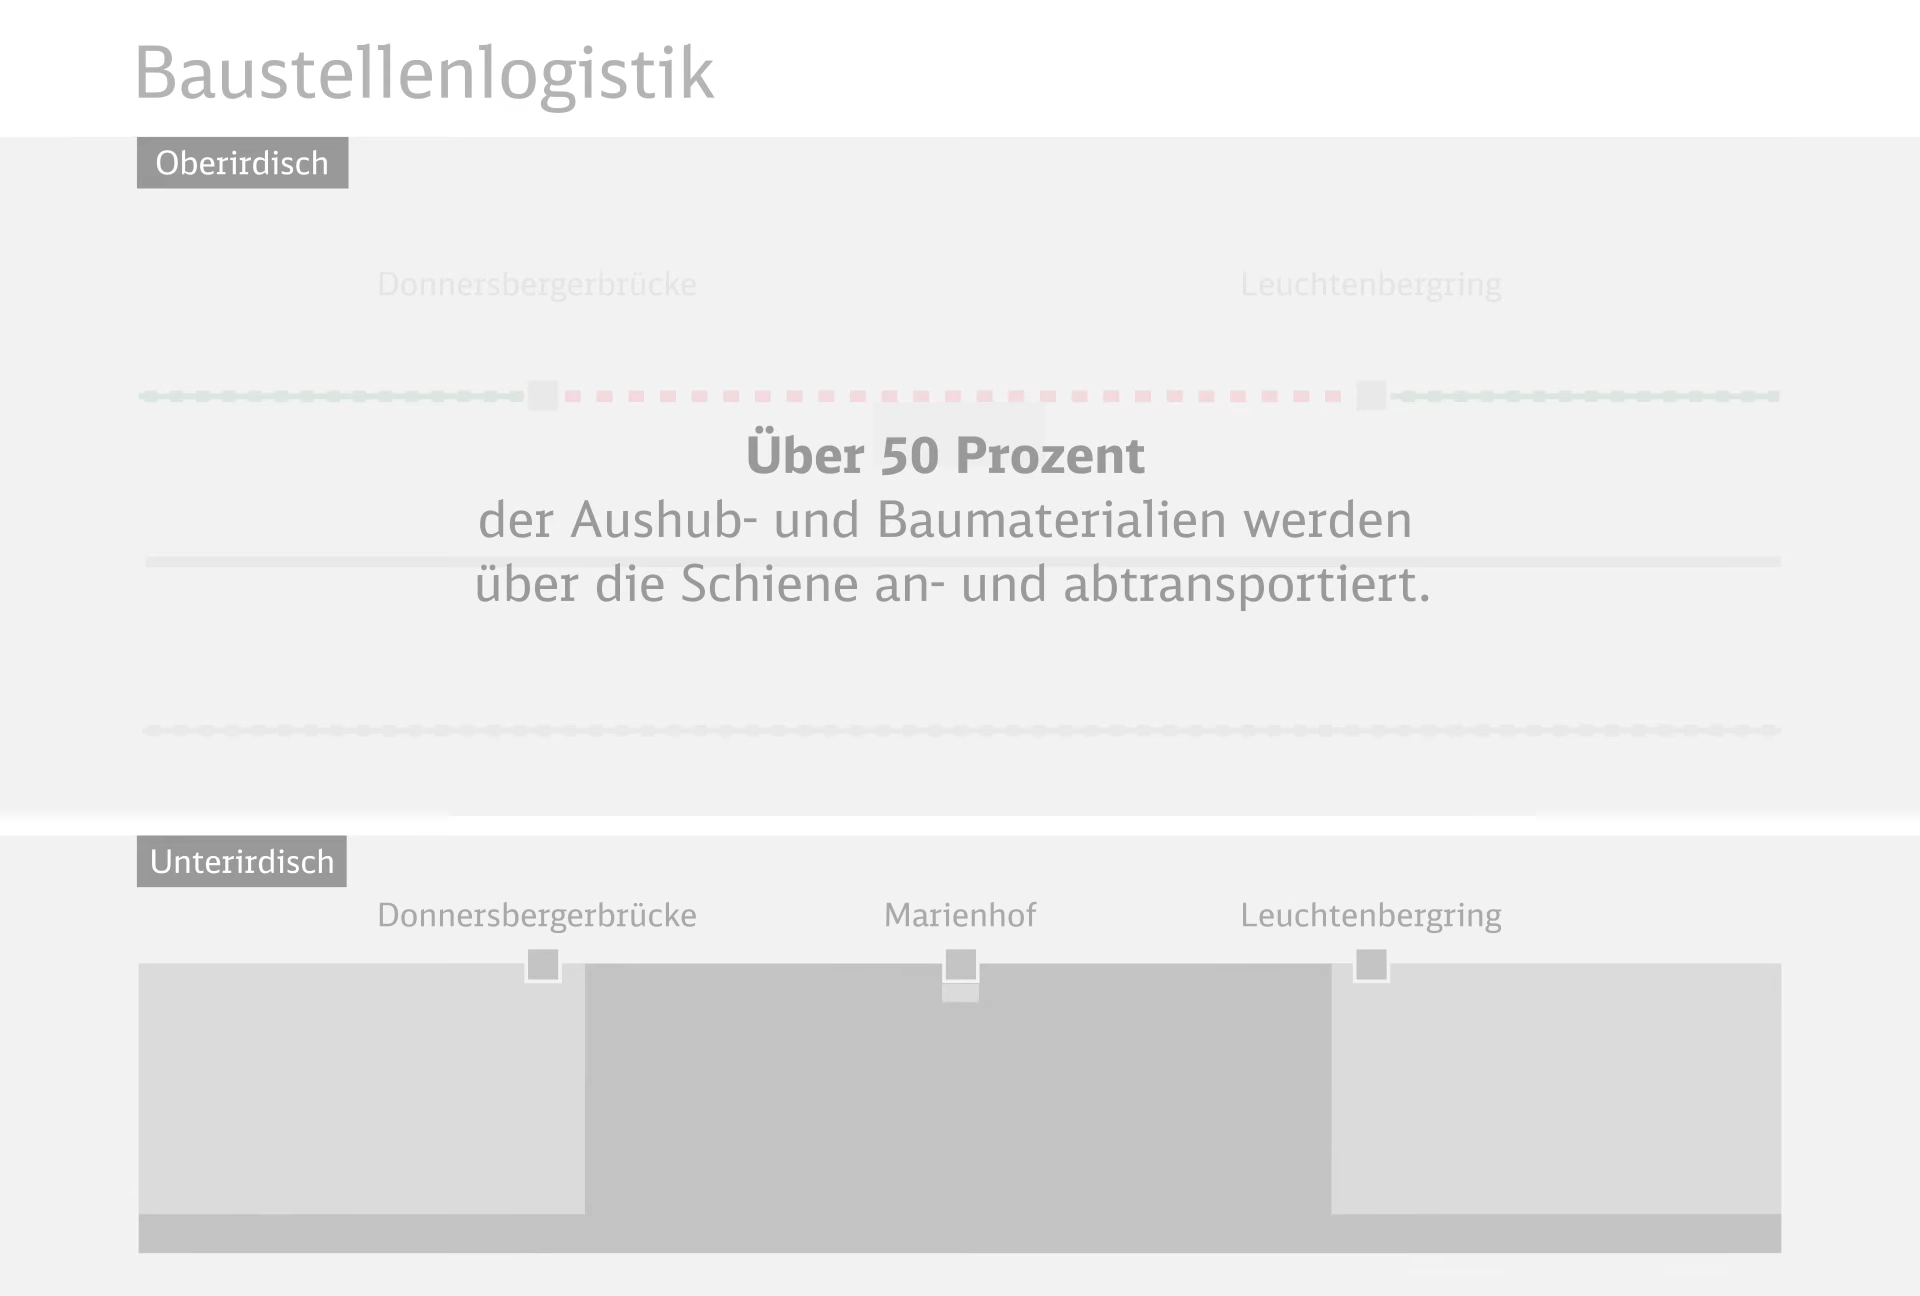 Baustellenlogistik
Oberirdisch
Donnersbergerbrücke
Leuchtenbergring
Über 50 Prozent
der Aushub- und Baumaterialien werden
über die Schiene an- und abtransportiert.
Unterirdisch
Donnersbergerbrücke
Marienhof
Leuchtenbergring